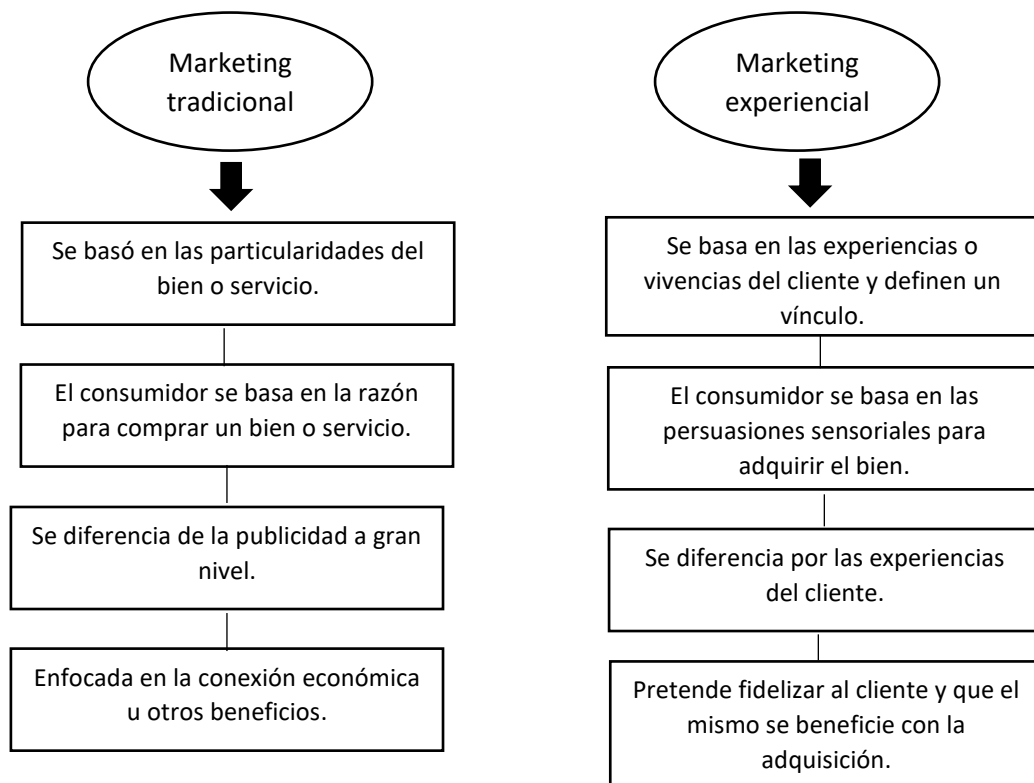 Marketing
tradicional
Se basó en las particularidades del
bien o servicio.
El consumidor se basa en la razón
para comprar un bien o servicio.
Se diferencia de la publicidad a gran
nivel.
Enfocada en la conexión económica
u otros beneficios.
Marketing
experiencial
Se basa en las experiencias o
vivencias del cliente y definen un
vínculo.
El consumidor se basa en las
persuasiones sensoriales para
adquirir el bien.
Se diferencia por las experiencias
del cliente.
Pretende fidelizar al cliente y que el
mismo se beneficie con la
adquisición.